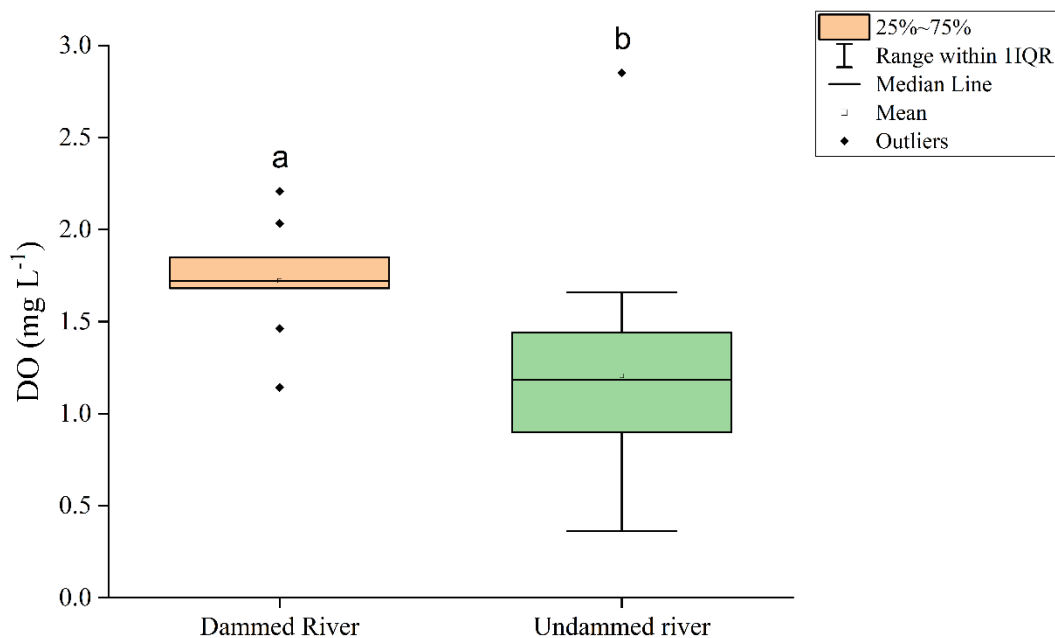 3.0
2.5
2.0
1.5
1.0
0.5
0.0
DO (mg L⁻¹)
a
b
Dammed River
Undammed river
25%~75%
Range within 1IQR
Median Line
Mean
Outliers